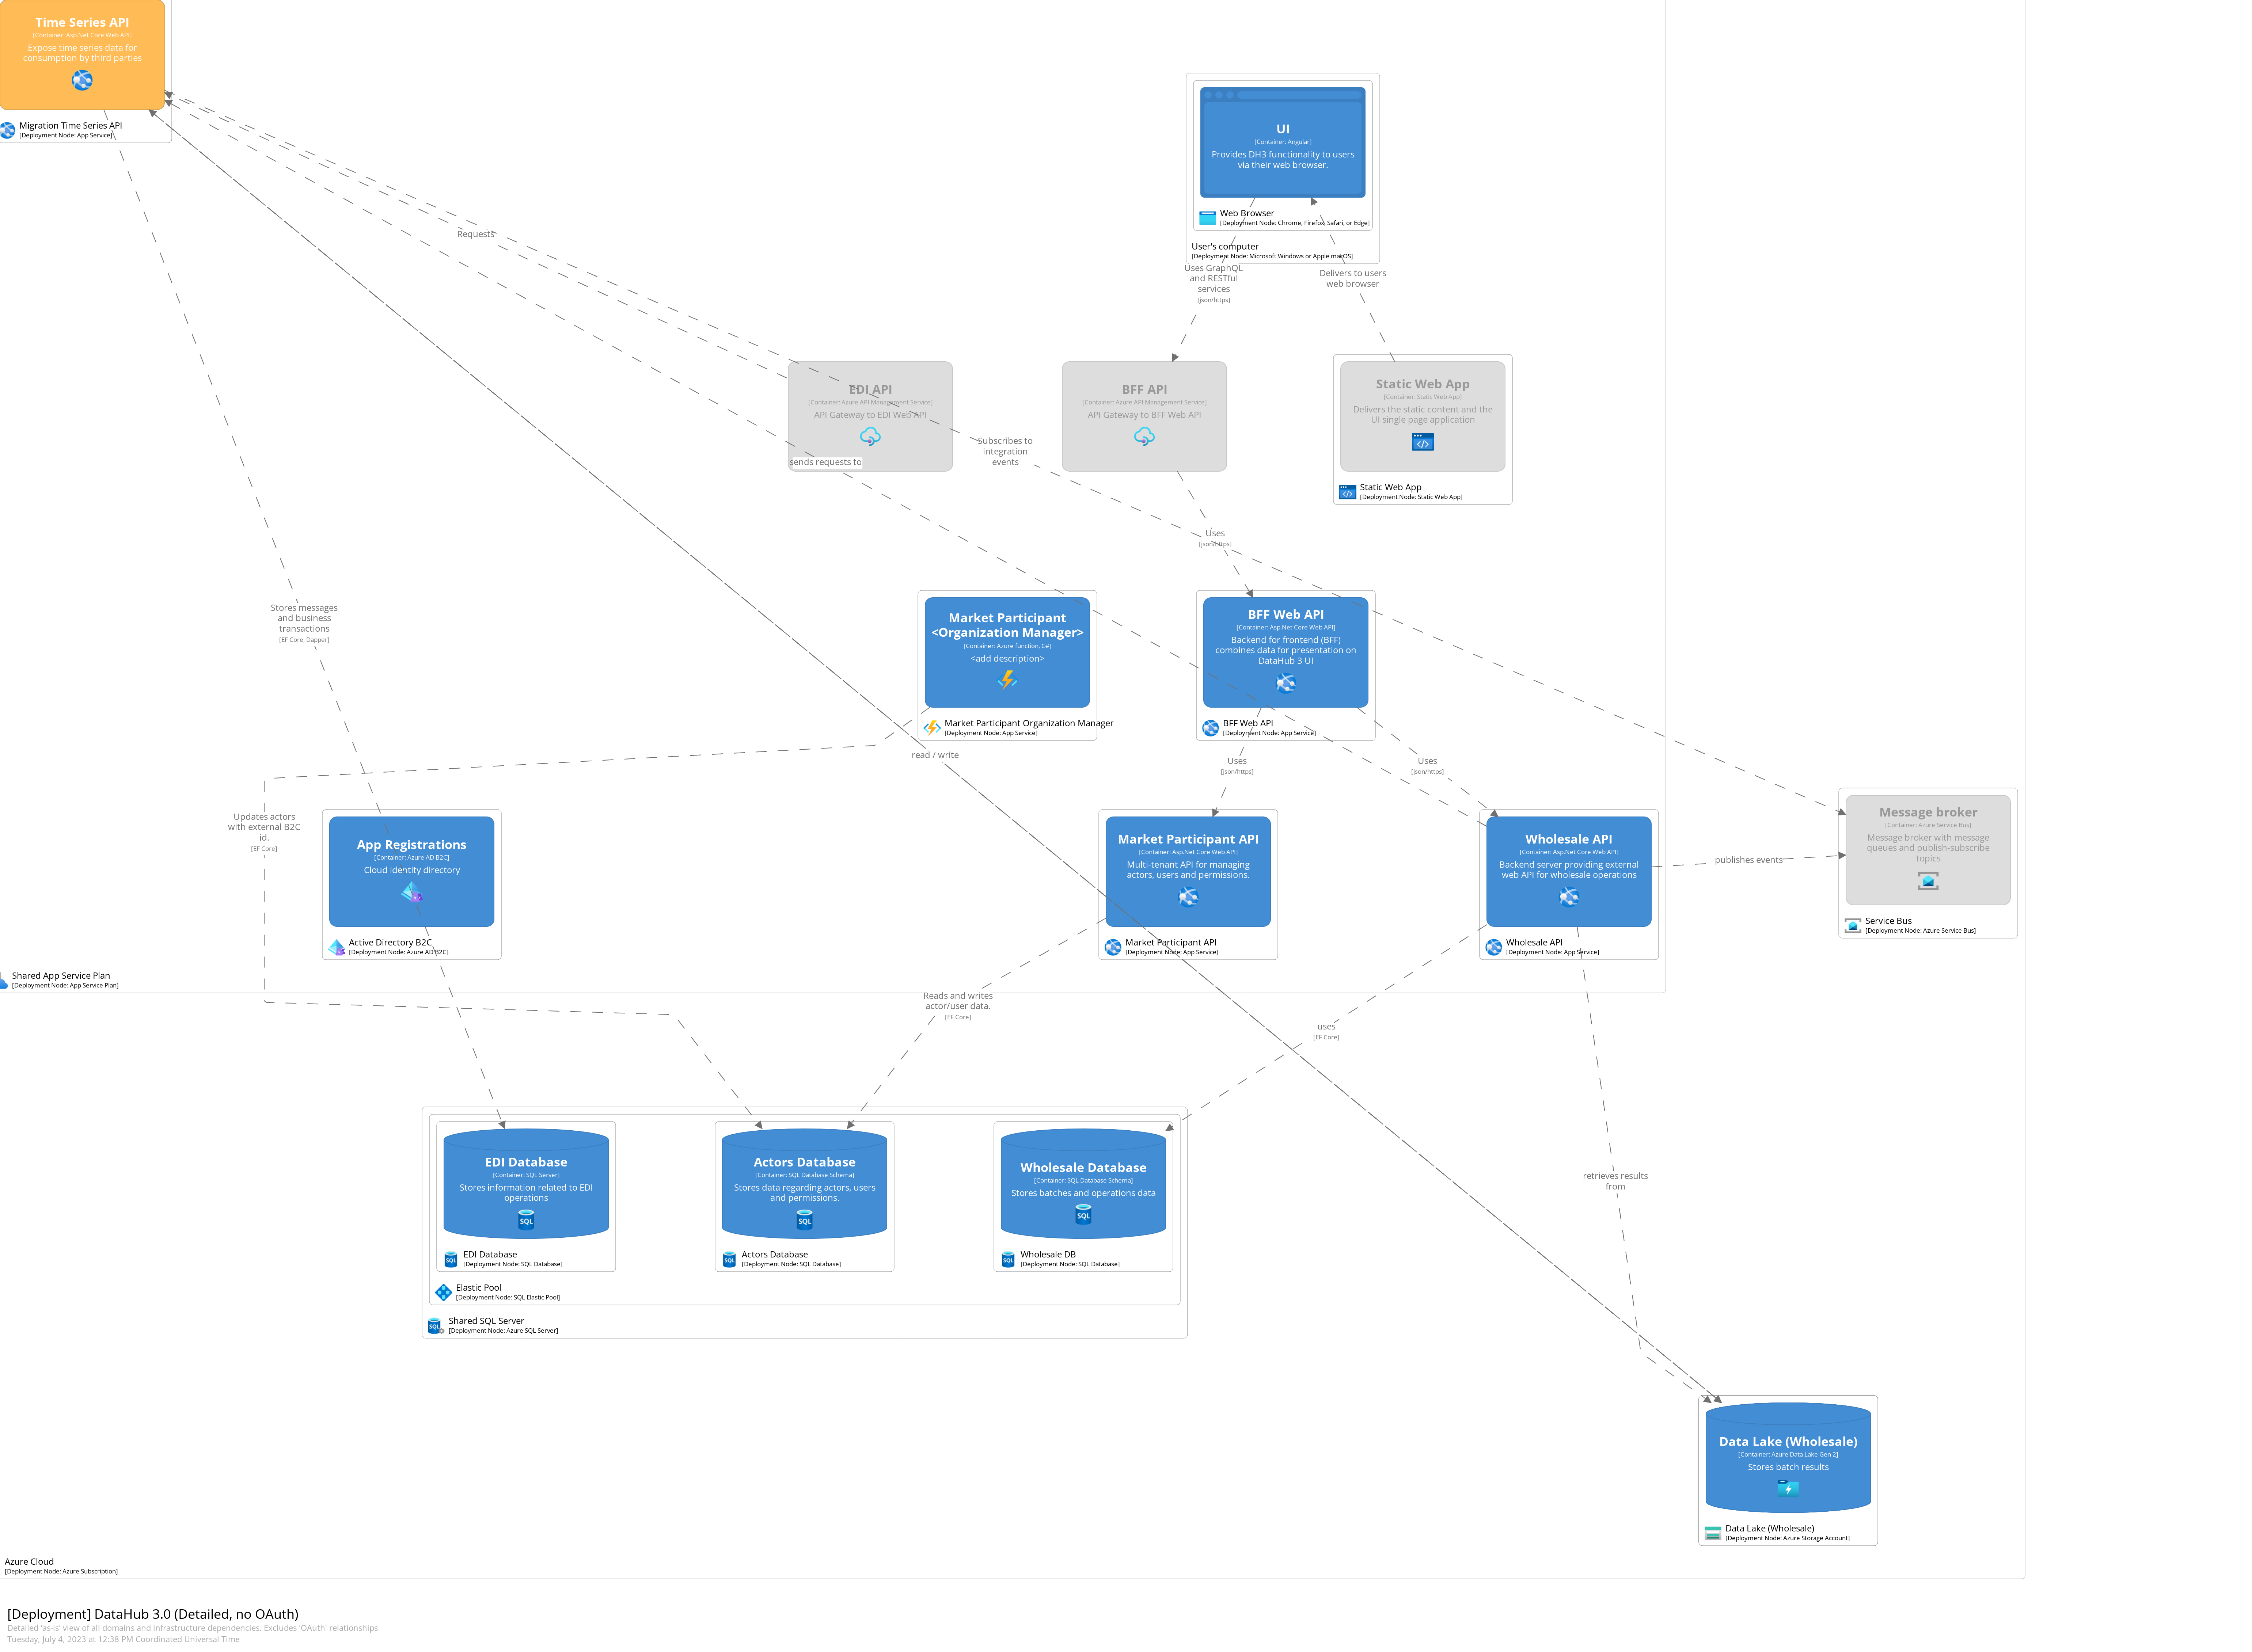 Time Series API
[Container: Asp.Net Core Web API]
Expose time series data for
consumption by third parties
Migration Time Series API
[Deployment Node: App Service]
UI
[Container: Angular]
Provides DH3 functionality to users
via their web browser.
Web Browser
[Deployment Node: Chrome, Firefox, Safari, or Edge]
User's computer
[Deployment Node: Microsoft Windows or Apple macOS]
Requests
Uses GraphQL
and RESTful
services
[json/https]
Delivers to users
web browser
EDI API
[Container: Azure API Management Service]
API Gateway to EDI Web API
sends requests to
Subscribes to
integration
events
BFF API
[Container: Azure API Management Service]
API Gateway to BFF Web API
Static Web App
[Container: Static Web App]
Delivers the static content and the
UI single page application
Static Web App
[Deployment Node: Static Web App]
Uses
[json/https]
Stores messages
and business
transactions
[EF Core, Dapper]
Market Participant
<Organization Manager>
[Container: Azure function, C#]
<add description>
Market Participant Organization Manager
[Deployment Node: App Service]
BFF Web API
[Container: Asp.Net Core Web API]
Backend for frontend (BFF)
combines data for presentation on
DataHub 3 UI
BFF Web API
[Deployment Node: App Service]
read / write
Uses
[json/https]
Uses
[json/https]
Updates actors
with external B2C
id.
[EF Core]
App Registrations
[Container: Azure AD B2C]
Cloud identity directory
Active Directory B2C
[Deployment Node: Azure AD B2C]
Market Participant API
[Container: Asp.Net Core Web API]
Multi-tenant API for managing
actors, users and permissions.
Market Participant API
[Deployment Node: App Service]
Wholesale API
[Container: Asp.Net Core Web API]
Backend server providing external
web API for wholesale operations
Wholesale API
[Deployment Node: App Service]
publishes events
Message broker
[Container: Azure Service Bus]
Message broker with message
queues and publish-subscribe
topics
Service Bus
[Deployment Node: Azure Service Bus]
Shared App Service Plan
[Deployment Node: App Service Plan]
Reads and writes
actor/user data.
[EF Core]
uses
[EF Core]
EDI Database
[Container: SQL Server]
Stores information related to EDI
operations
SQL
SQL
EDI Database
[Deployment Node: SQL Database]
Actors Database
[Container: SQL Database Schema]
Stores data regarding actors, users
and permissions.
SQL
SQL
Actors Database
[Deployment Node: SQL Database]
Wholesale Database
[Container: SQL Database Schema]
Stores batches and operations data
SQL
SQL
Wholesale DB
[Deployment Node: SQL Database]
retrieves results
from
Elastic Pool
[Deployment Node: SQL Elastic Pool]
SQL
Shared SQL Server
[Deployment Node: Azure SQL Server]
Data Lake (Wholesale)
[Container: Azure Data Lake Gen 2]
Stores batch results
Data Lake (Wholesale)
[Deployment Node: Azure Storage Account]
Azure Cloud
[Deployment Node: Azure Subscription]
[Deployment] DataHub 3.0 (Detailed, no OAuth)
Detailed 'as-is' view of all domains and infrastructure dependencies. Excludes 'OAuth' relationships
Tuesday, July 4, 2023 at 12:38 PM Coordinated Universal Time